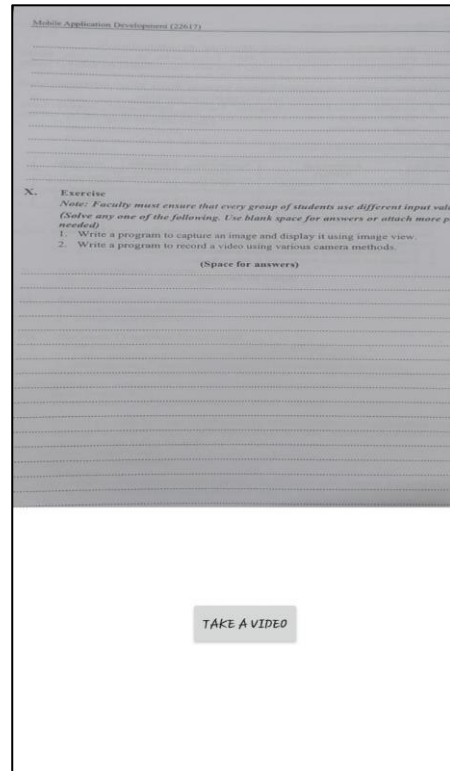 Mobile Application Development (22617)
X. Exercise
Note: Faculty must ensure that every group of students use different input
(Solve any one of the following. Use blank space for answers or attach more
needed)
1. Write a program to capture an image and display it using image view.
2. Write a program to record a video using various camera methods.
(Space for answers)
TAKE A VIDEO